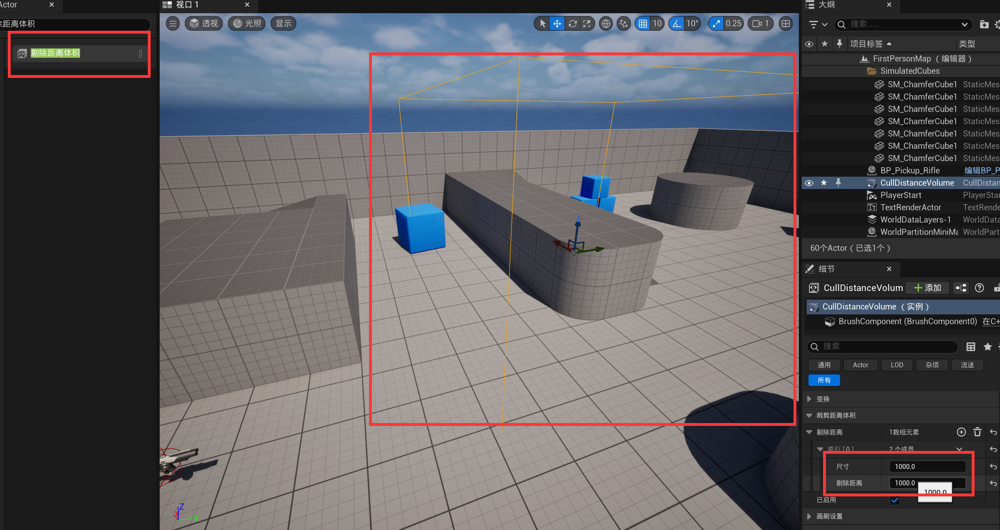 Actor
视口 1
大纲
距离体积
剔除距离体积
透视
光照
显示
10
10°
0.25
1
搜索......
项目标签
类型
FirstPersonMap（编辑器）
SimulatedCubes
SM_ChamferCube1 StaticMes
SM_ChamferCube1 StaticMes
SM_ChamferCube1 StaticMes
SM_ChamferCube1 StaticMes
SM_ChamferCube1 StaticMes
SM_ChamferCube1 StaticMes
SM_ChamferCube1 StaticMes
BP_Pickup_Rifle 编辑BP_P
CullDistanceVolume CullDistan
PlayerStart PlayerStar
TextRenderActor TextRende
WorldDataLayers-1 WorldData
WorldPartitionMiniMa WorldPart
60个Actor（已选1个）
细节
CullDistanceVolum
添加
CullDistanceVolume （实例）
BrushComponent (BrushComponent0) 在C+
搜索
通用 Actor LOD 杂项 流送
所有
变换
裁剪距离体积
剔除距离 1数组元素
索引 [ 0 ] 2 个成员
尺寸 1000.0
剔除距离 1000.0
1000.0
已启用
画刷设置
Z
X
Y